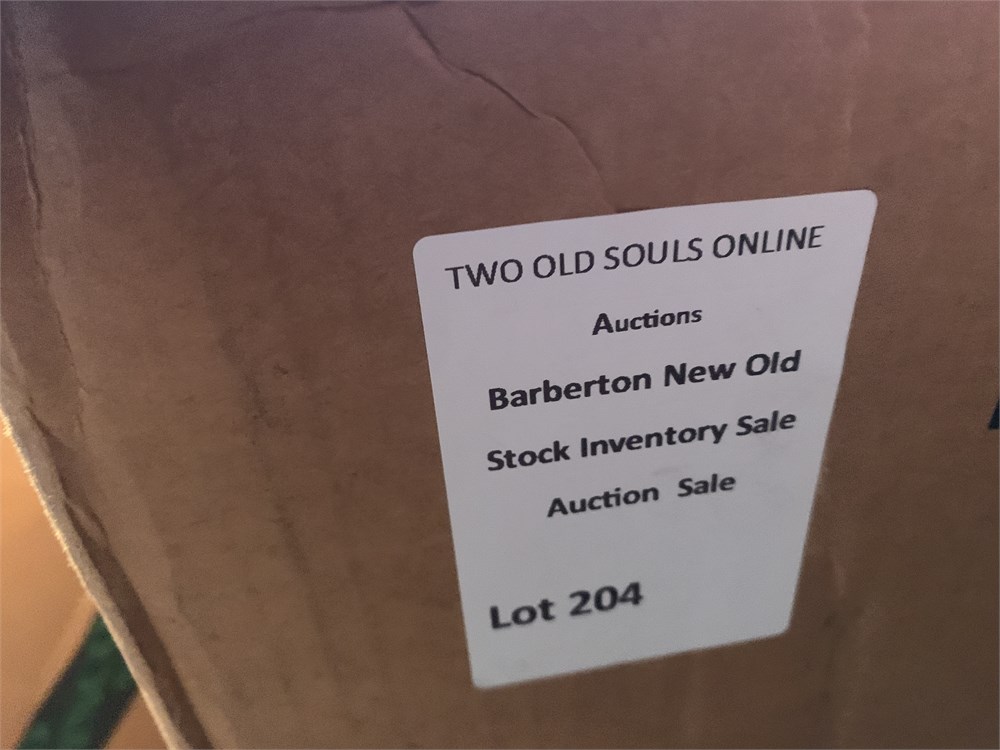 TWO OLD SOULS ONLINE
Auctions
Barberton New Old
Stock Inventory Sale
Auction Sale
Lot 204